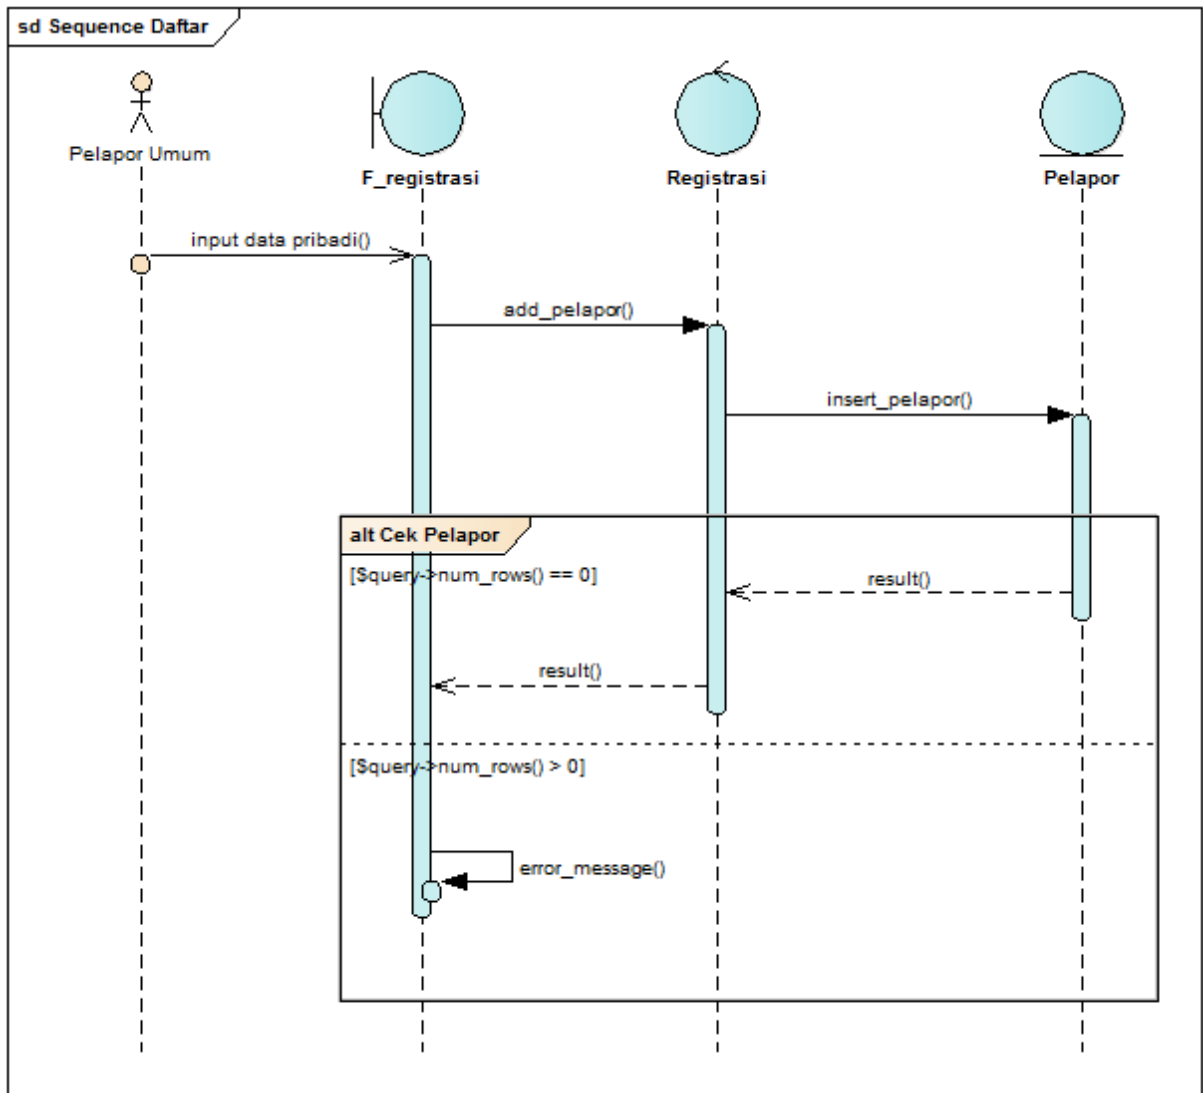 sd Sequence Daftar
Pelapor Umum
F_registrasi
Registrasi
Pelapor
input data pribadi()
add_pelapor()
insert_pelapor()
alt Cek Pelapor
[$query->num_rows() == 0]
result()
result()
[$query->num_rows() > 0]
error_message()